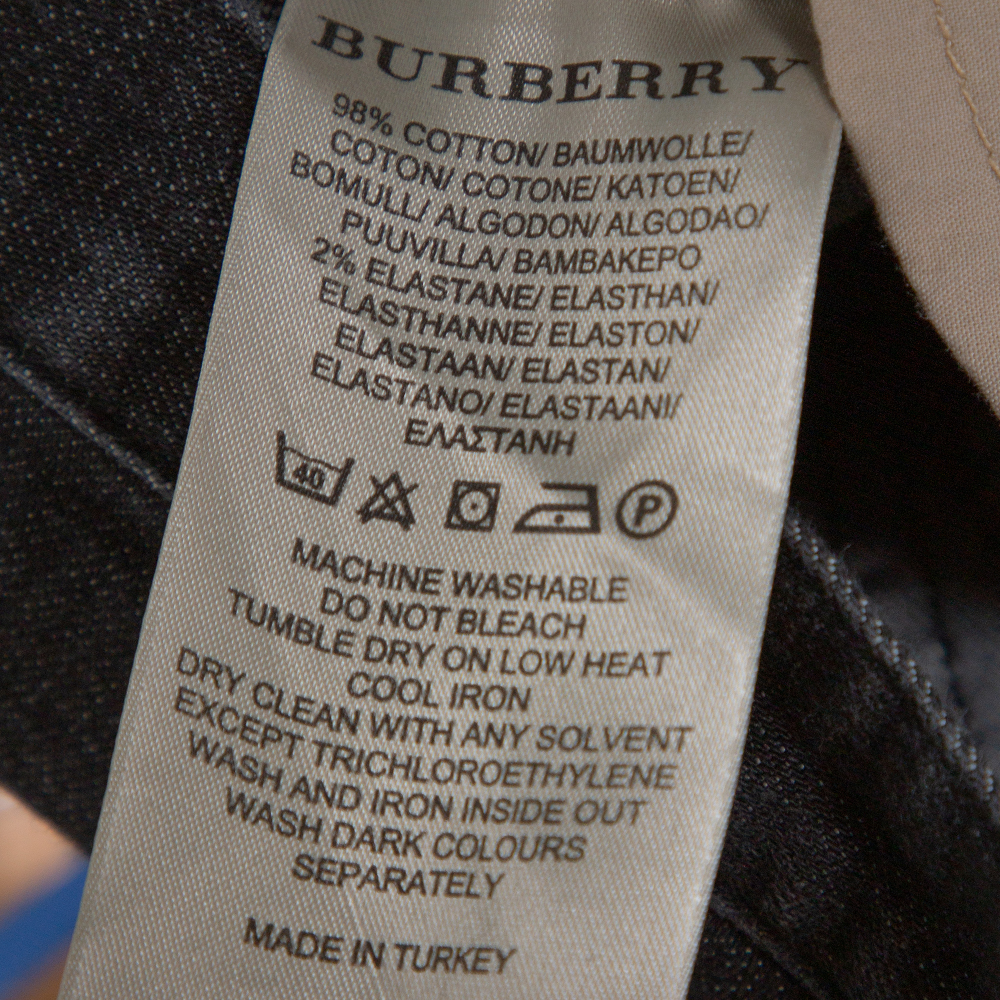 BURBERRY
98% COTTON/ BAUMWOLLE/
COTON/ COTONE/ KATOEN/
BOMULL/ ALGODON/ ALGODAO/
PUUVILLA/ BAMBAKEPO
2% ELASTANE/ ELASTHAN/
ELASTHANNE/ ELASTON/
ELASTAAN/ ELASTAN/
ELASTANO/ ELASTAANI/
ΕΛΑΣΤΑΝΗ
40 P
MACHINE WASHABLE
DO NOT BLEACH
TUMBLE DRY ON LOW HEAT
COOL IRON
DRY CLEAN WITH ANY SOLVENT
EXCEPT TRICHLOROETHYLENE
WASH AND IRON INSIDE OUT
WASH DARK COLOURS
SEPARATELY
MADE IN TURKEY